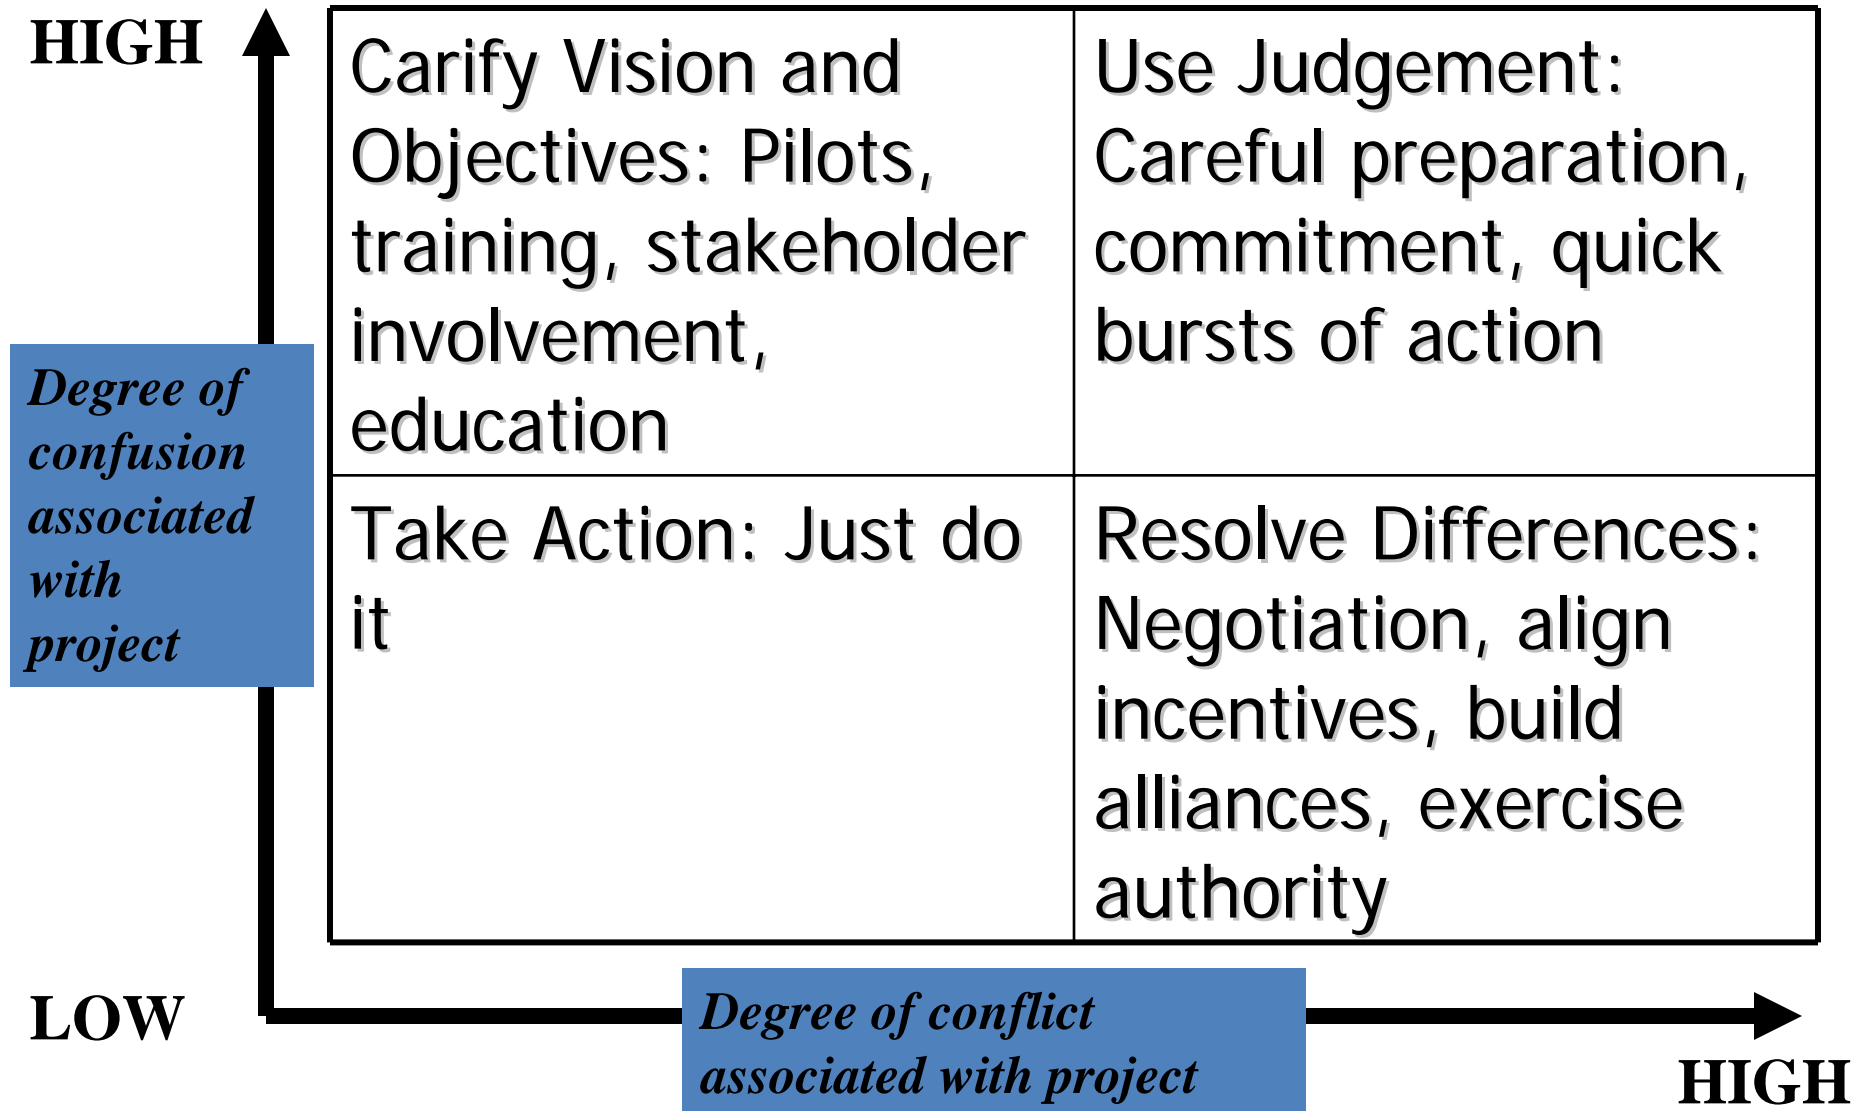 HIGH
Carify Vision and
Objectives: Pilots,
training, stakeholder
involvement,
education
Use Judgement:
Careful preparation,
commitment, quick
bursts of action
Degree of
confusion
associated
with
project
Take Action: Just do
it
Resolve Differences:
Negotiation, align
incentives, build
alliances, exercise
authority
LOW
Degree of conflict
associated with project
HIGH